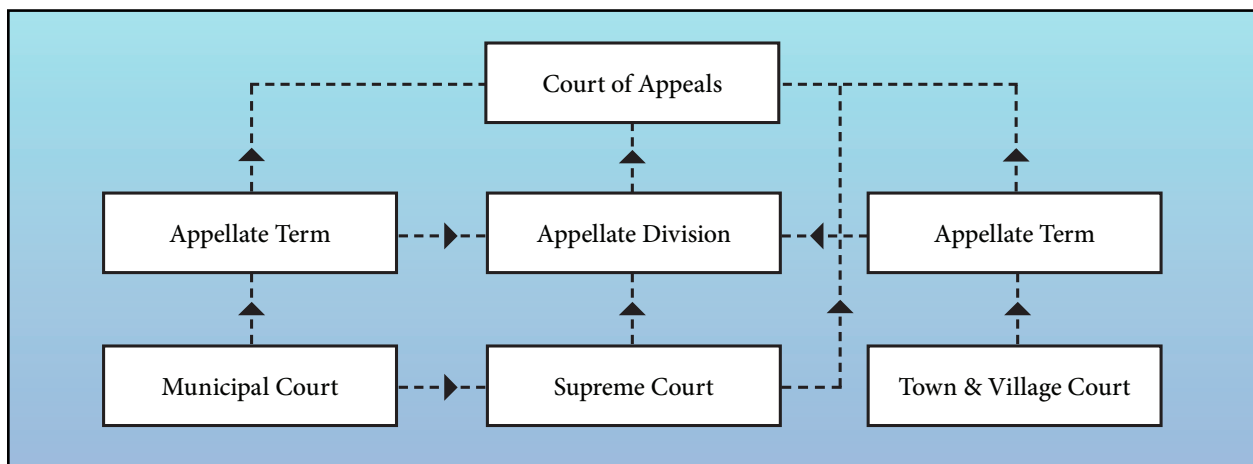 Court of Appeals
Appellate Term
Appellate Division
Appellate Term
Municipal Court
Supreme Court
Town & Village Court